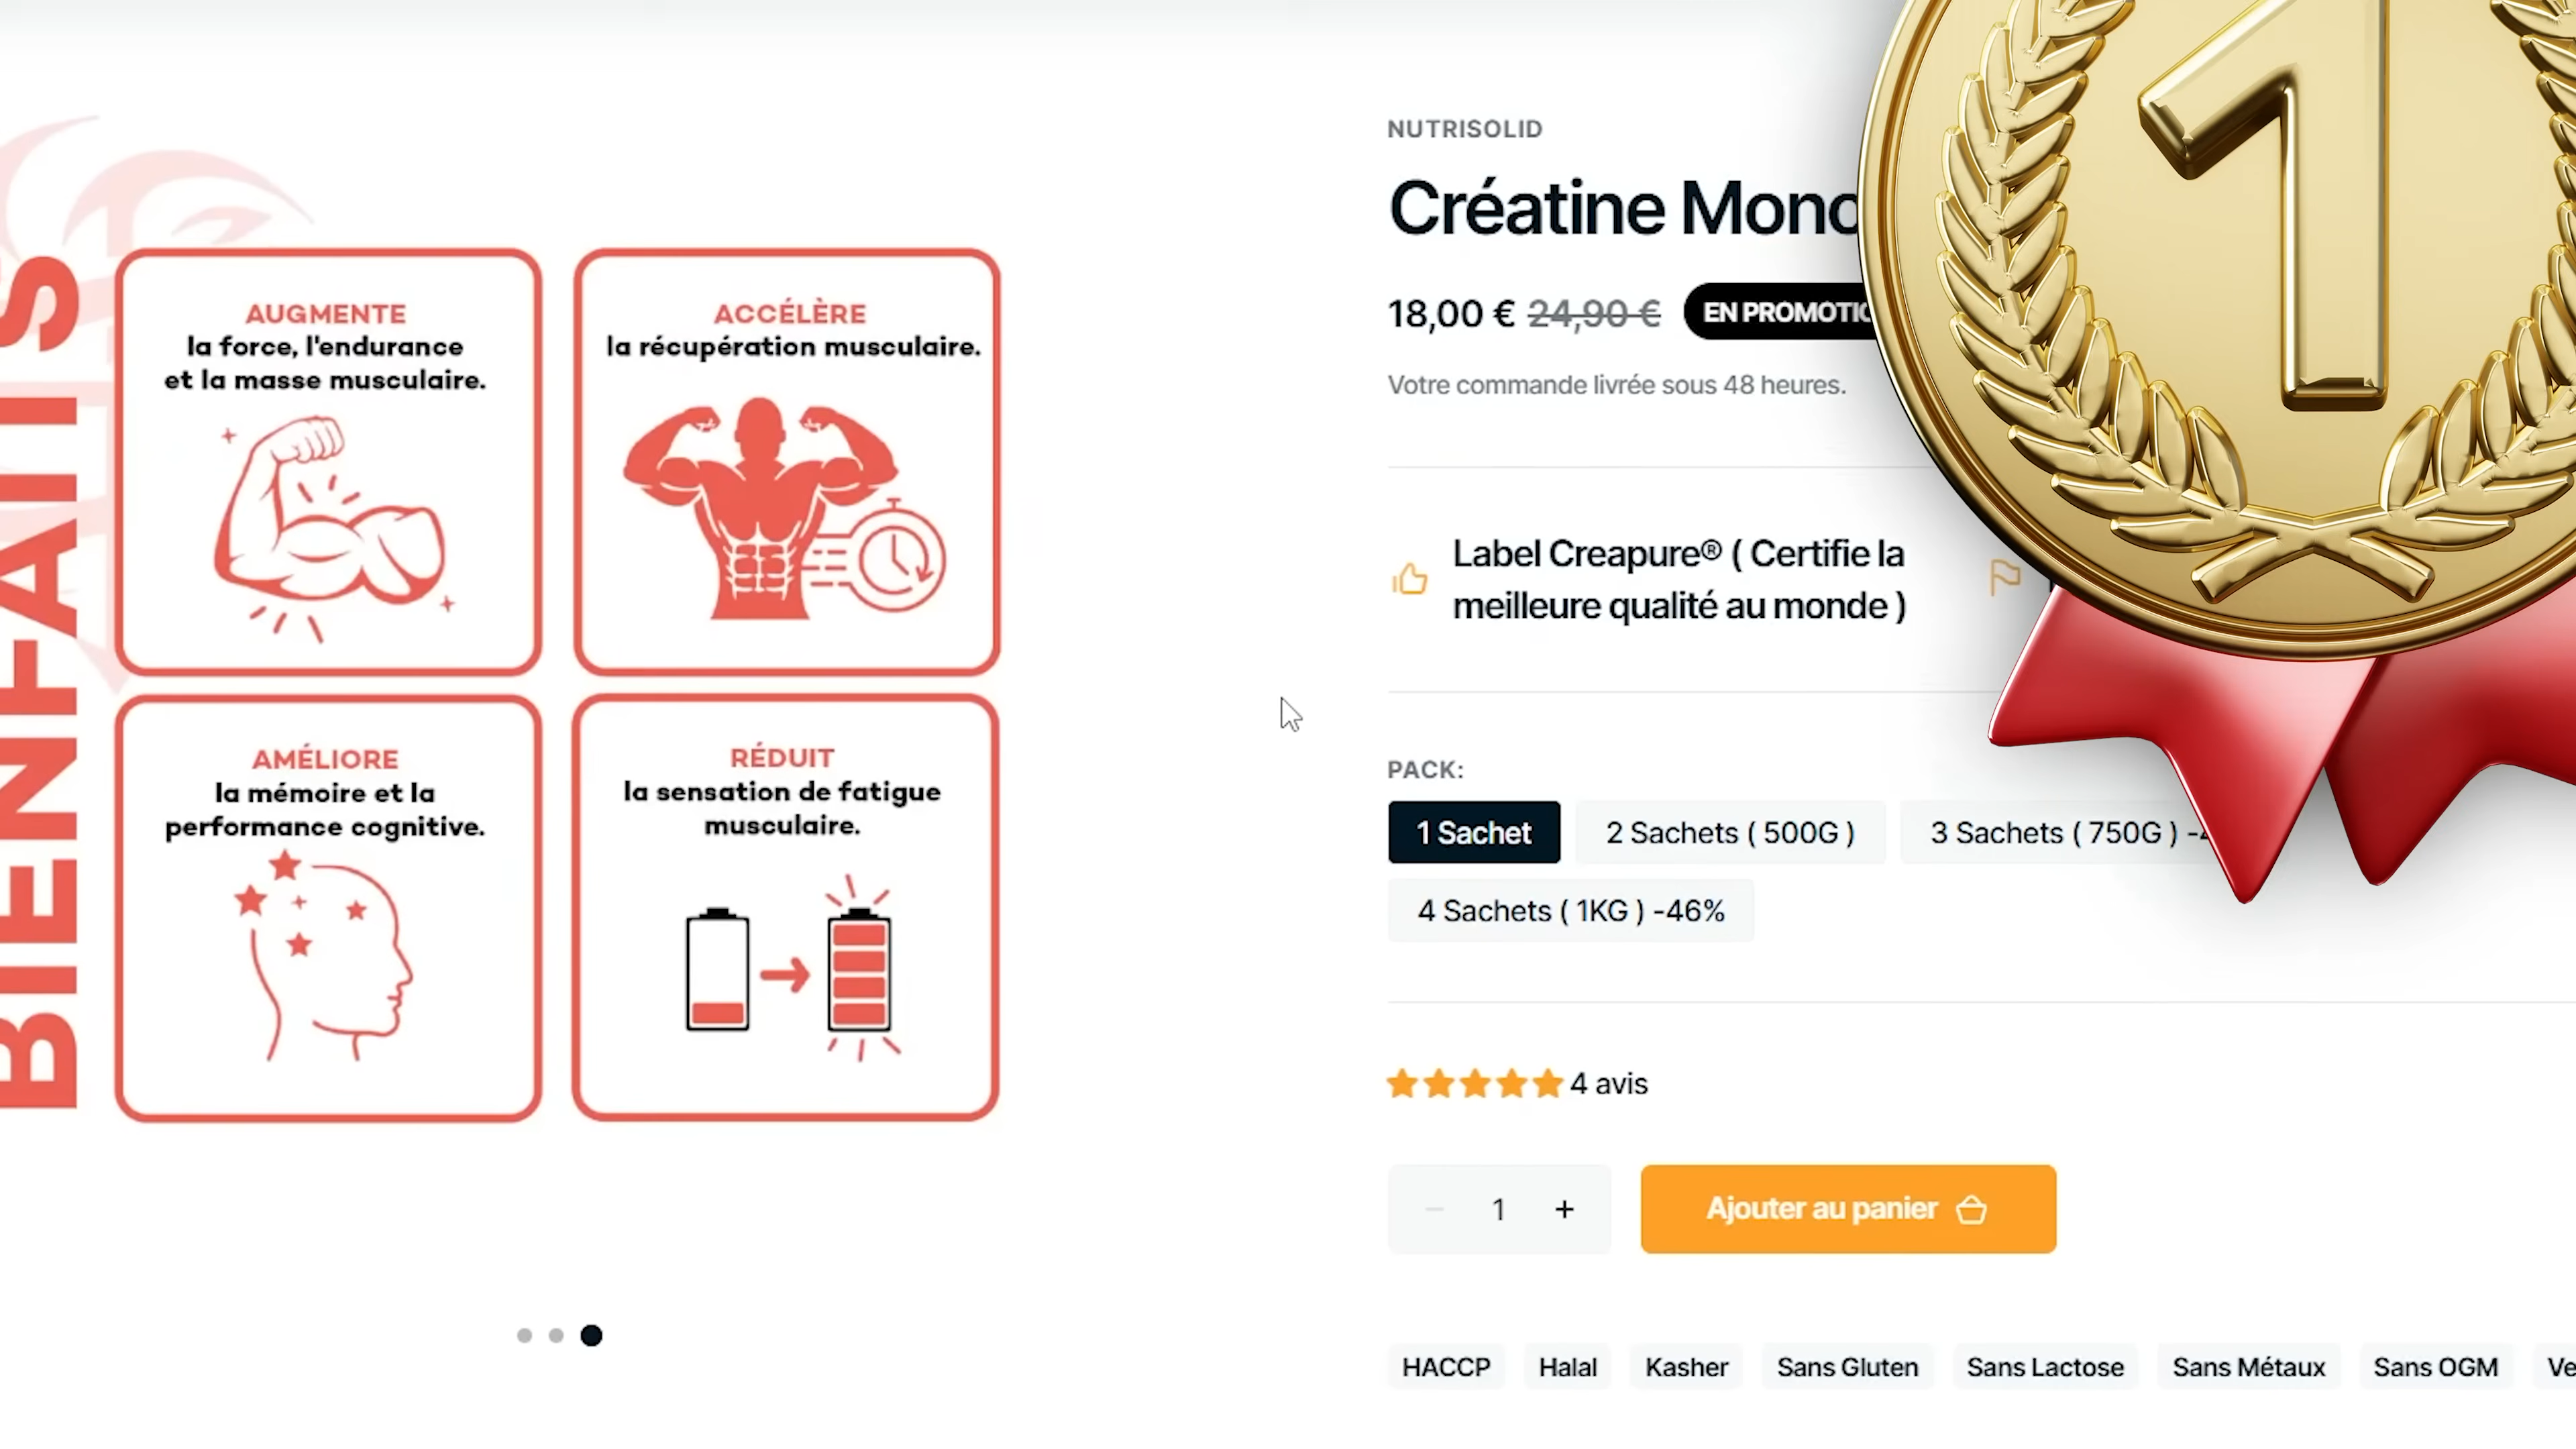 BIENFAITS
AUGMENTE
la force, l'endurance
et la masse musculaire.
ACCÉLÈRE
la récupération musculaire.
AMÉLIORE
la mémoire et la
performance cognitive.
RÉDUIT
la sensation de fatigue
musculaire.
NUTRISOLID
Créatine Mono
18,00 € 24,90 € EN PROMOTIO
Votre commande livrée sous 48 heures.
Label Creapure® ( Certifie la
meilleure qualité au monde )
PACK:
1 Sachet
2 Sachets ( 500G )
3 Sachets ( 750G ) -4
4 Sachets ( 1KG ) -46%
4 avis
1 +
Ajouter au panier
HACCP Halal Kasher Sans Gluten Sans Lactose Sans Métaux Sans OGM Ve
1